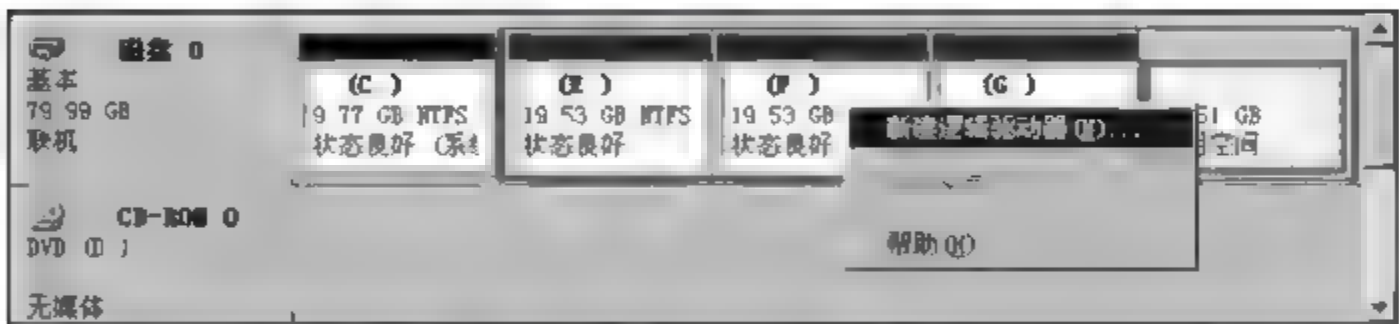 磁盘 0
基本
79.99 GB
联机
(C:)
9.77 GB NTFS
状态良好 (系统
(E:)
19.53 GB NTFS
状态良好
(F:)
19.53 GB
状态良好
(G:)
新建逻辑驱动器(N)...
帮助(H)
51 GB
空间
CD-ROM 0
DVD (D:)
无媒体